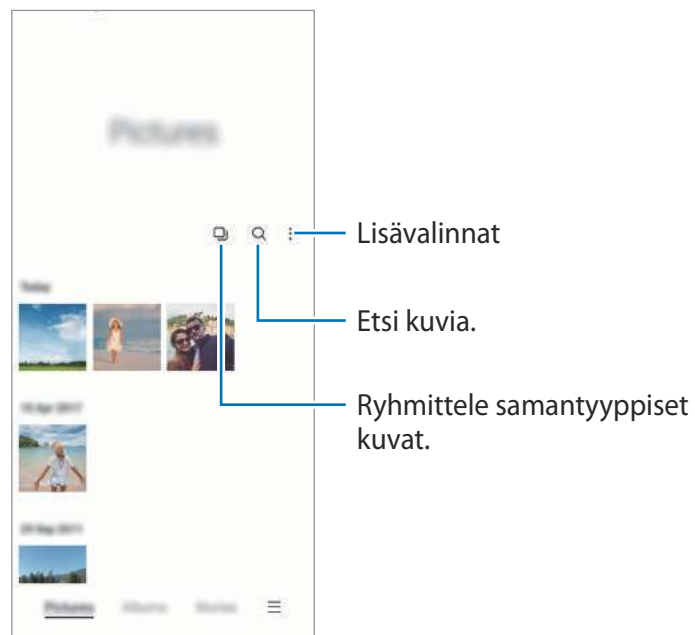 Pictures
Lisävalinnat
Today
Etsi kuvia.
Ryhmittele samantyyppiset
kuvat.
Pictures Albums Stories